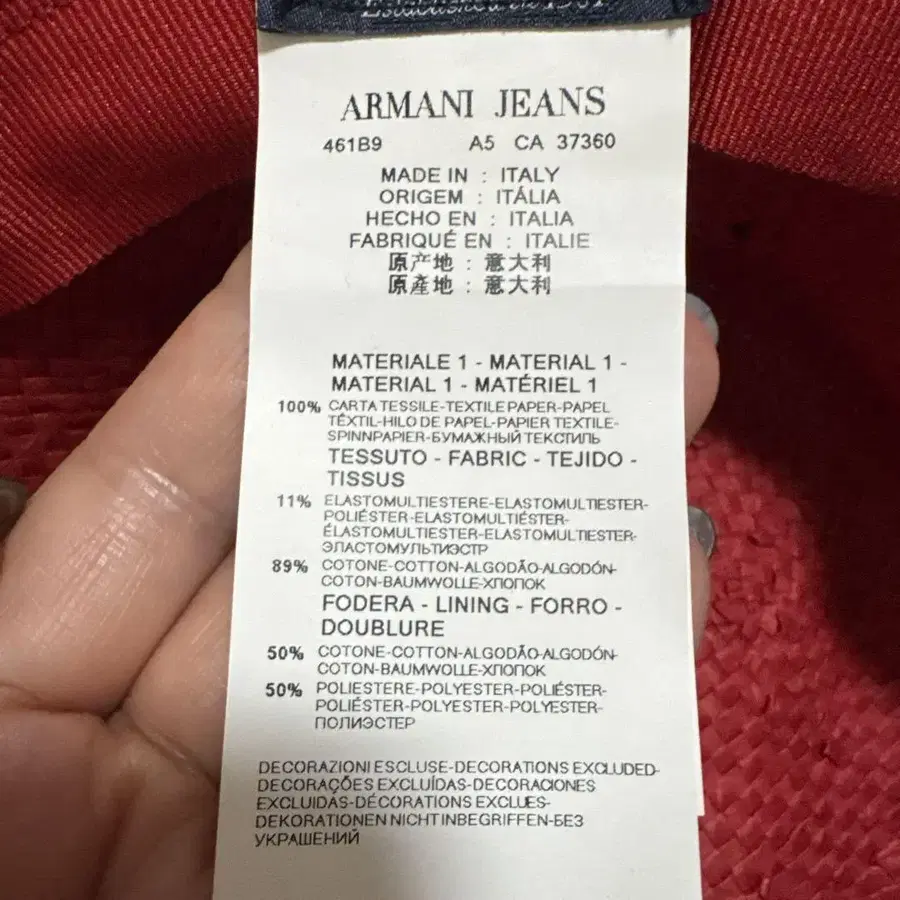 ARMANI JEANS
461B9 A5 CA 37360
MADE IN : ITALY
ORIGEM : ITÁLIA
HECHO EN : ITALIA
FABRIQUÉ EN : ITALIE
原产地 : 意大利
原產地 : 意大利
MATERIALE 1 - MATERIAL 1 -
MATERIAL 1 - MATÉRIEL 1
100% CARTA TESSILE-TEXTILE PAPER-PAPEL
TÉXTIL-HILO DE PAPEL-PAPIER TEXTILE-
SPINNPAPIER-БУМАЖНЫЙ ТЕКСТИЛЬ
TESSUTO - FABRIC - TEJIDO -
TISSUS
11% ELASTOMULTIESTERE-ELASTOMULTIESTER-
POLIÉSTER-ELASTOMULTIÉSTER-
ÉLASTOMULTIESTER-ELASTOMULTIESTER-
ЭЛАСТОМУЛЬТИЭСТР
89% COTONE-COTTON-ALGODÃO-ALGODÓN-
COTON-BAUMWOLLE-ХЛОПОК
FODERA - LINING - FORRO -
DOUBLURE
50% COTONE-COTTON-ALGODÃO-ALGODÓN-
COTON-BAUMWOLLE-ХЛОПОК
50% POLIESTERE-POLYESTER-POLIÉSTER-
POLIÉSTER-POLYESTER-POLYESTER-
ПОЛИЭСТЕР
DECORAZIONI ESCLUSE-DECORATIONS EXCLUDED-
DECORAÇÕES EXCLUÍDAS-DECORACIONES
EXCLUIDAS-DÉCORATIONS EXCLUES-
DEKORATIONEN NICHT INBEGRIFFEN-БЕЗ
УКРАШЕНИЙ